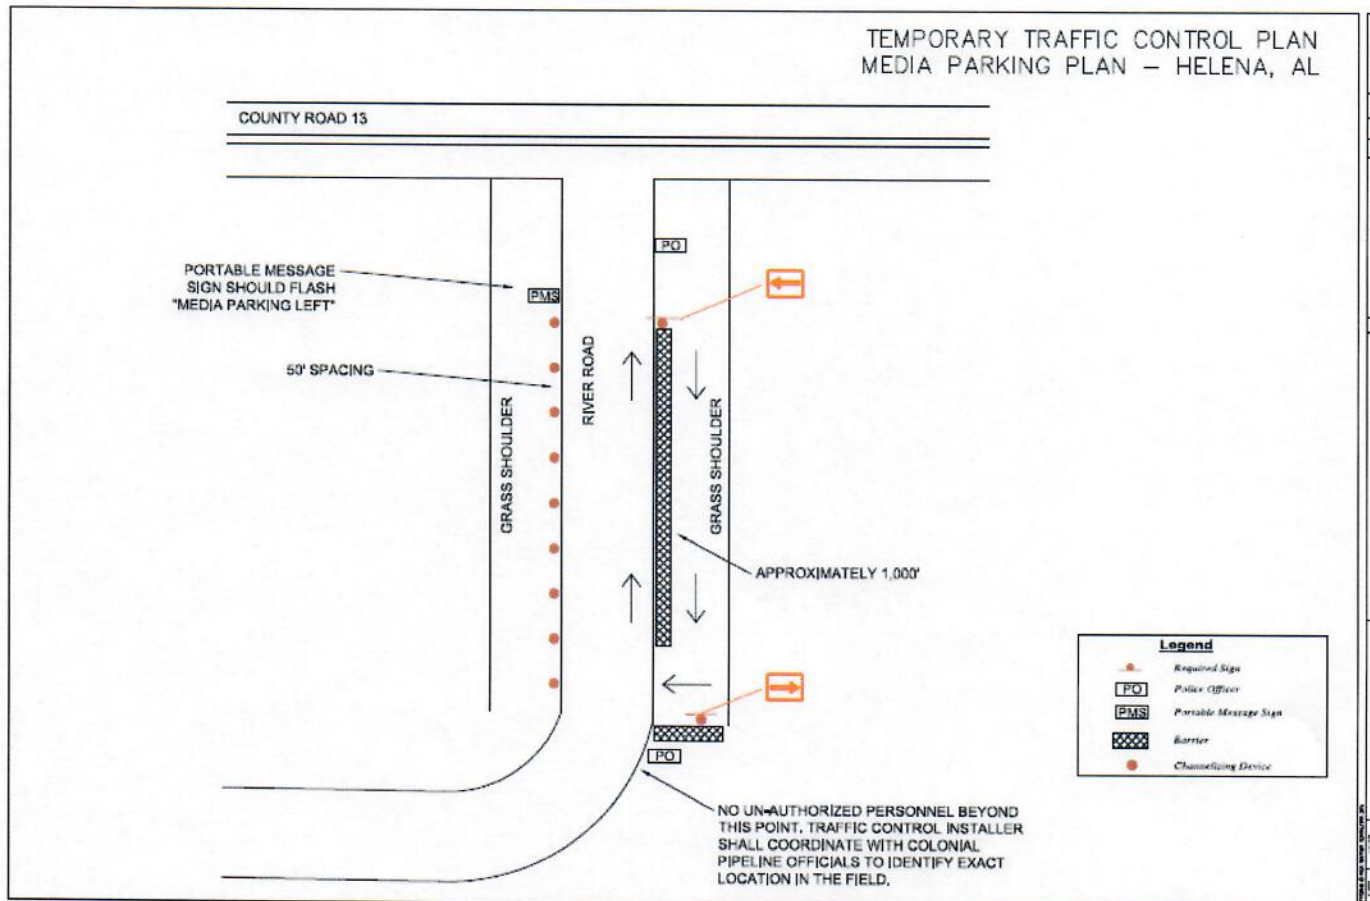 TEMPORARY TRAFFIC CONTROL PLAN
MEDIA PARKING PLAN – HELENA, AL
COUNTY ROAD 13
PO
PORTABLE MESSAGE
SIGN SHOULD FLASH
"MEDIA PARKING LEFT"
PMS
50' SPACING
RIVER ROAD
GRASS SHOULDER
GRASS SHOULDER
APPROXIMATELY 1,000'
PO
NO UN-AUTHORIZED PERSONNEL BEYOND
THIS POINT. TRAFFIC CONTROL INSTALLER
SHALL COORDINATE WITH COLONIAL
PIPELINE OFFICIALS TO IDENTIFY EXACT
LOCATION IN THE FIELD.
Legend
Required Sign
PO Police Officer
PMS Portable Message Sign
Barrier
Channelizing Device